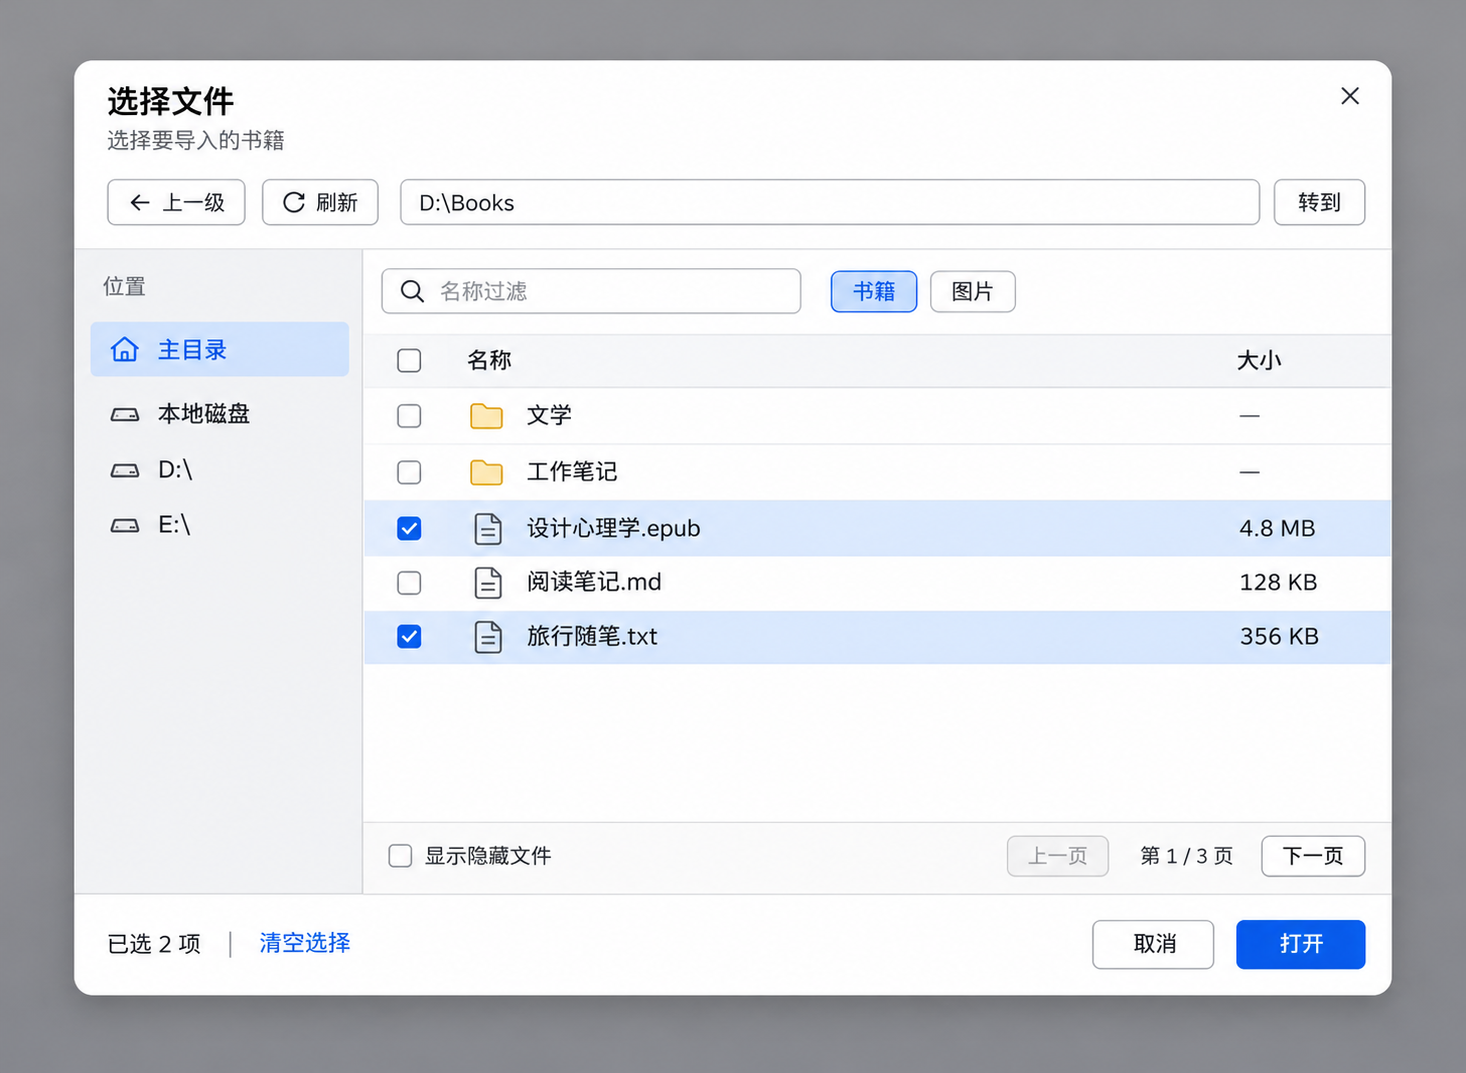 选择文件
选择要导入的书籍
上一级 刷新 D:\Books 转到
位置
主目录
本地磁盘
D:\
E:\
名称过滤 书籍 图片
名称 大小
文学 —
工作笔记 —
设计心理学.epub 4.8 MB
阅读笔记.md 128 KB
旅行随笔.txt 356 KB
显示隐藏文件 上一页 第 1 / 3 页 下一页
已选 2 项 | 清空选择 取消 打开